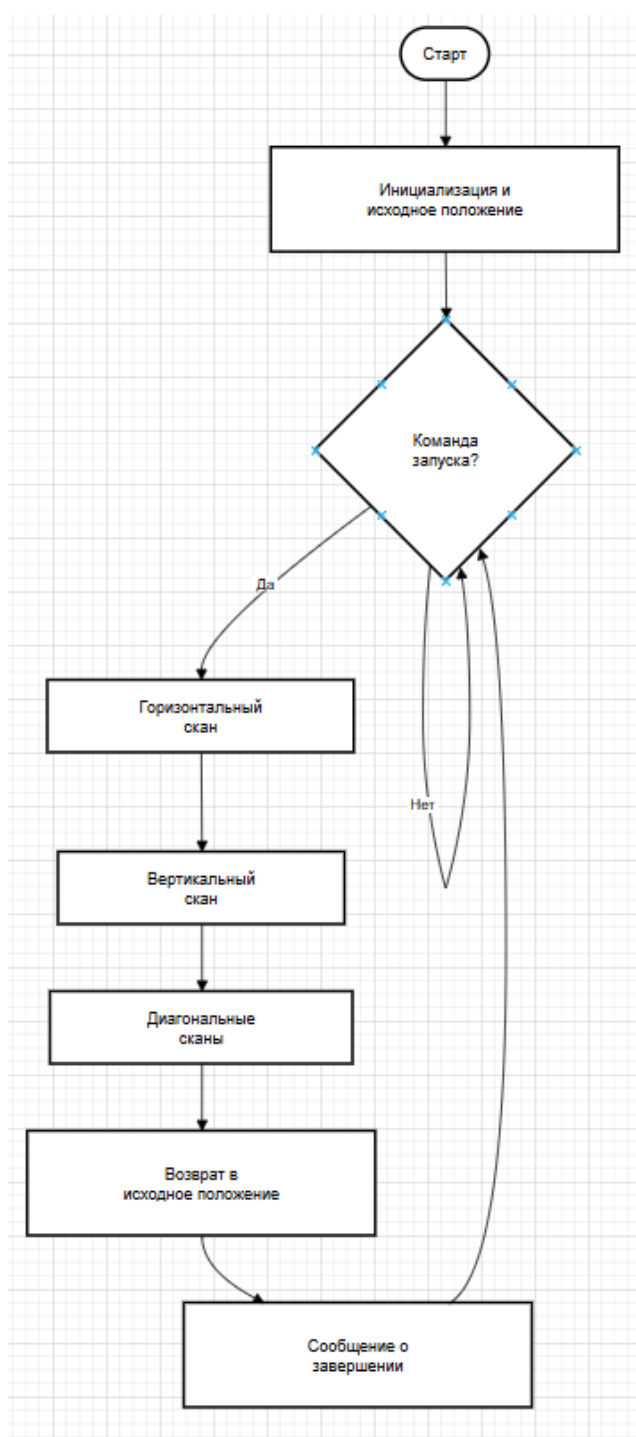 Старт
Инициализация и
исходное положение
Команда
запуска?
Да
Горизонтальный
скан
Нет
Вертикальный
скан
Диагональные
сканы
Возврат в
исходное положение
Сообщение о
завершении